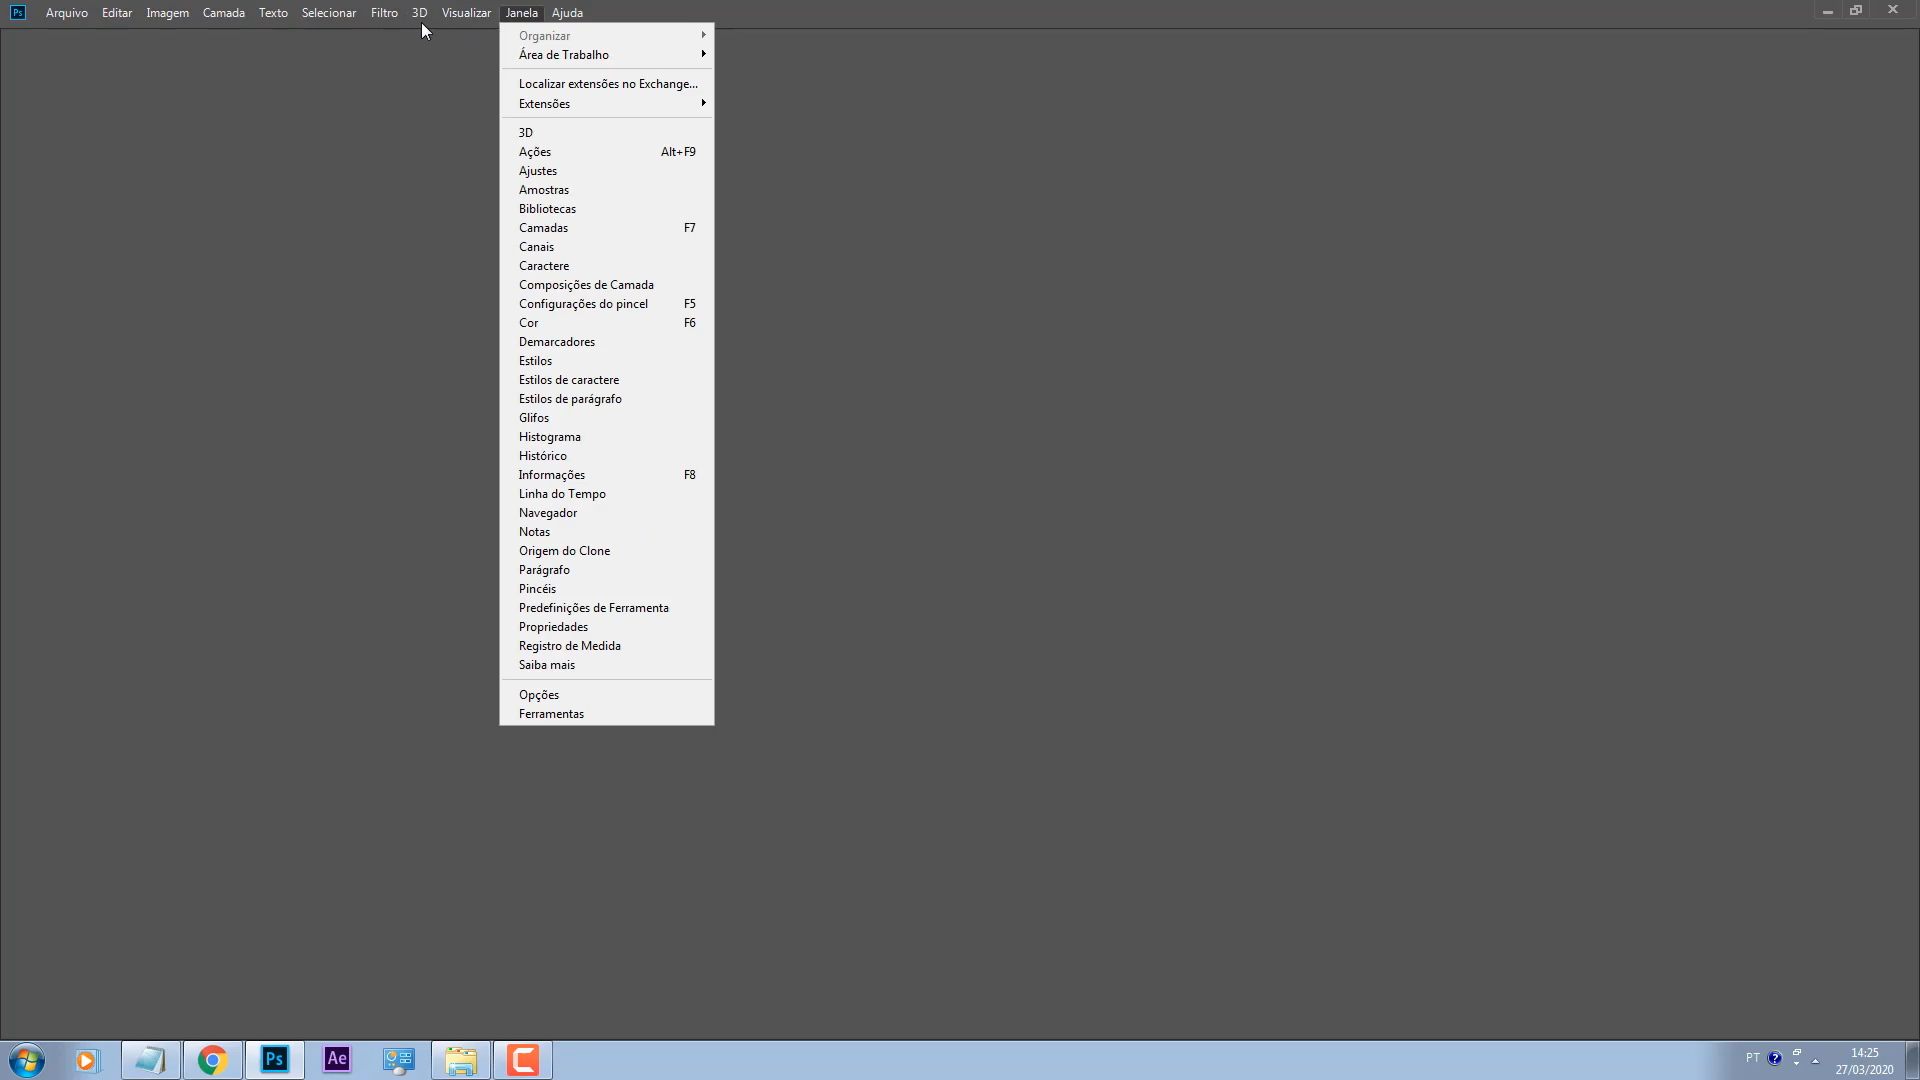 Ps Arquivo Editar Imagem Camada Texto Selecionar Filtro 3D Visualizar Janela Ajuda
Organizar
Área de Trabalho
Localizar extensões no Exchange...
Extensões
3D
Ações Alt+F9
Ajustes
Amostras
Bibliotecas
Camadas F7
Canais
Caractere
Composições de Camada
Configurações do pincel F5
Cor F6
Demarcadores
Estilos
Estilos de caractere
Estilos de parágrafo
Glifos
Histograma
Histórico
Informações F8
Linha do Tempo
Navegador
Notas
Origem do Clone
Parágrafo
Pincéis
Predefinições de Ferramenta
Propriedades
Registro de Medida
Saiba mais
Opções
Ferramentas
Ps Ae PT ? 14:25
27/03/2020